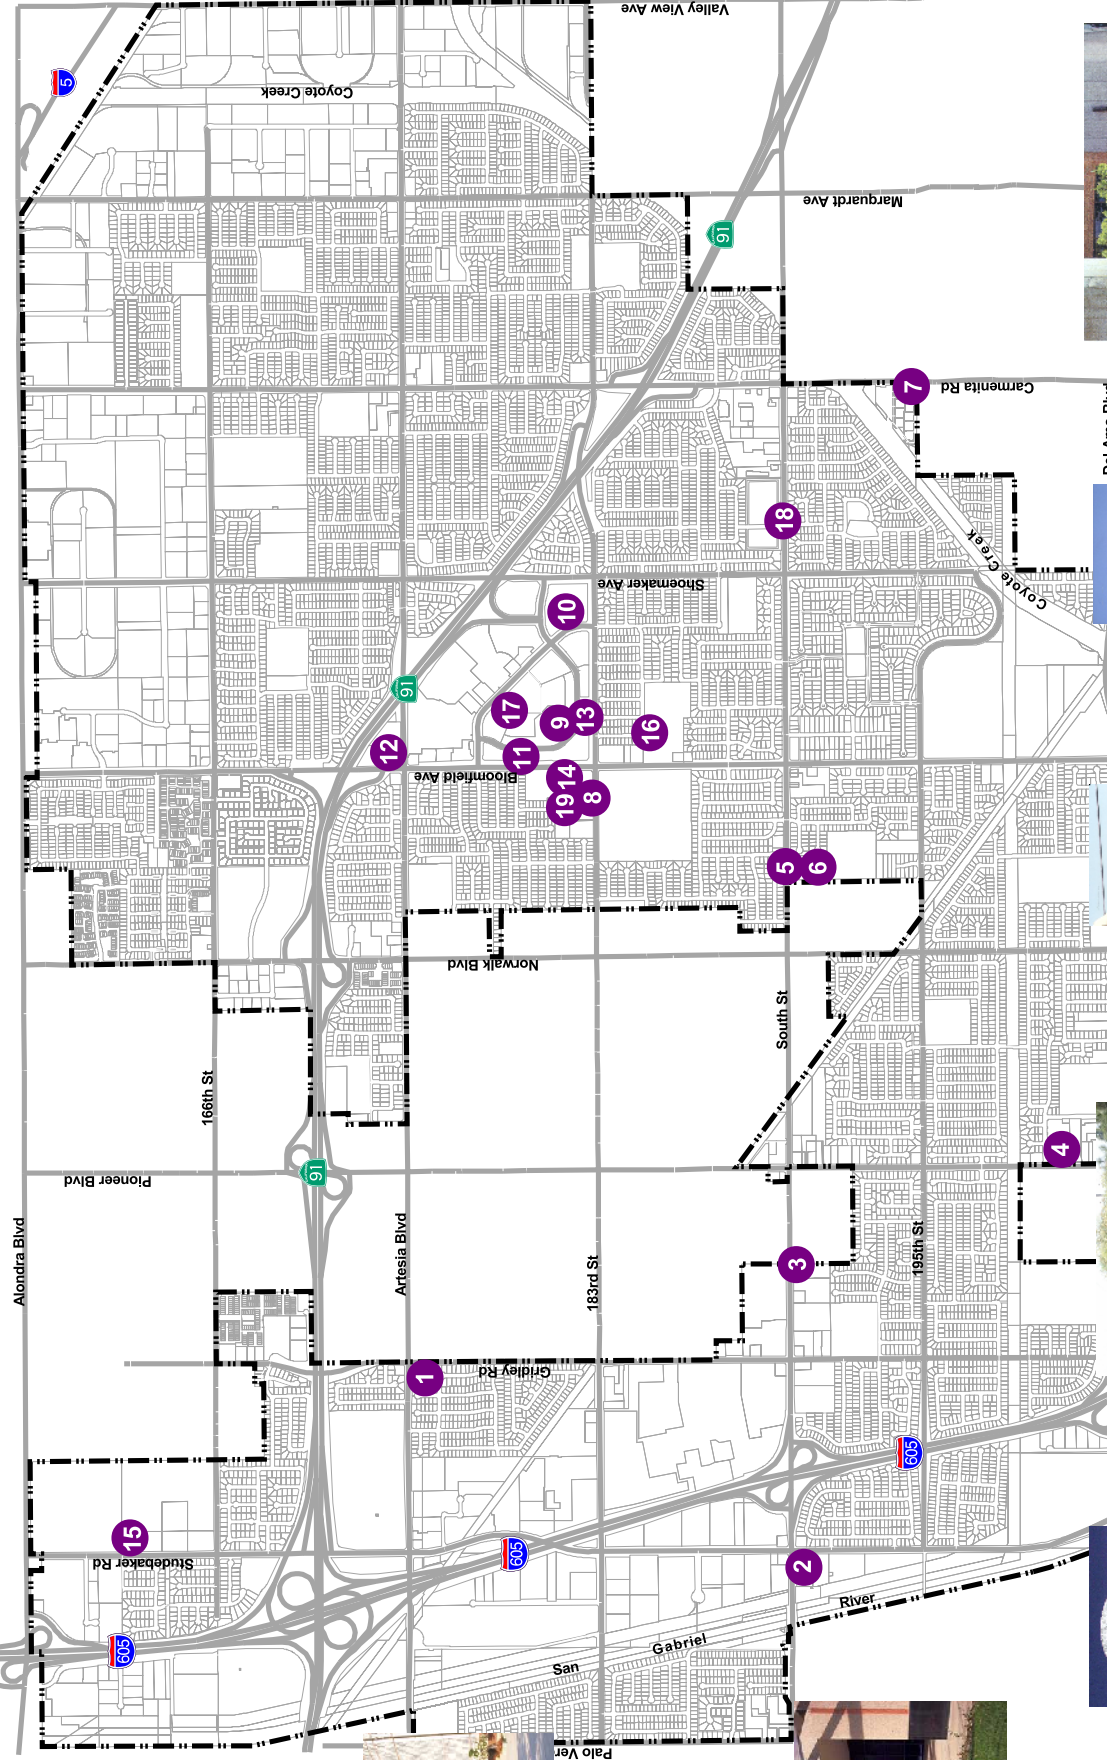 Valley View Ave
5
Coyote Creek
Marquardt Ave
91
7
Carmenita Rd
18
Shoemaker Ave
Coyote Creek
10
91
17
9
13
16
12
11
Bloomfield Ave
14
19
8
5
6
Norwalk Blvd
South St
166th St
4
91
Pioneer Blvd
Alondra Blvd
Artesia Blvd
183rd St
195th St
3
1
Gridley Rd
605
15
Studebaker Rd
605
2
River
605
Gabriel
San
Palo Ver